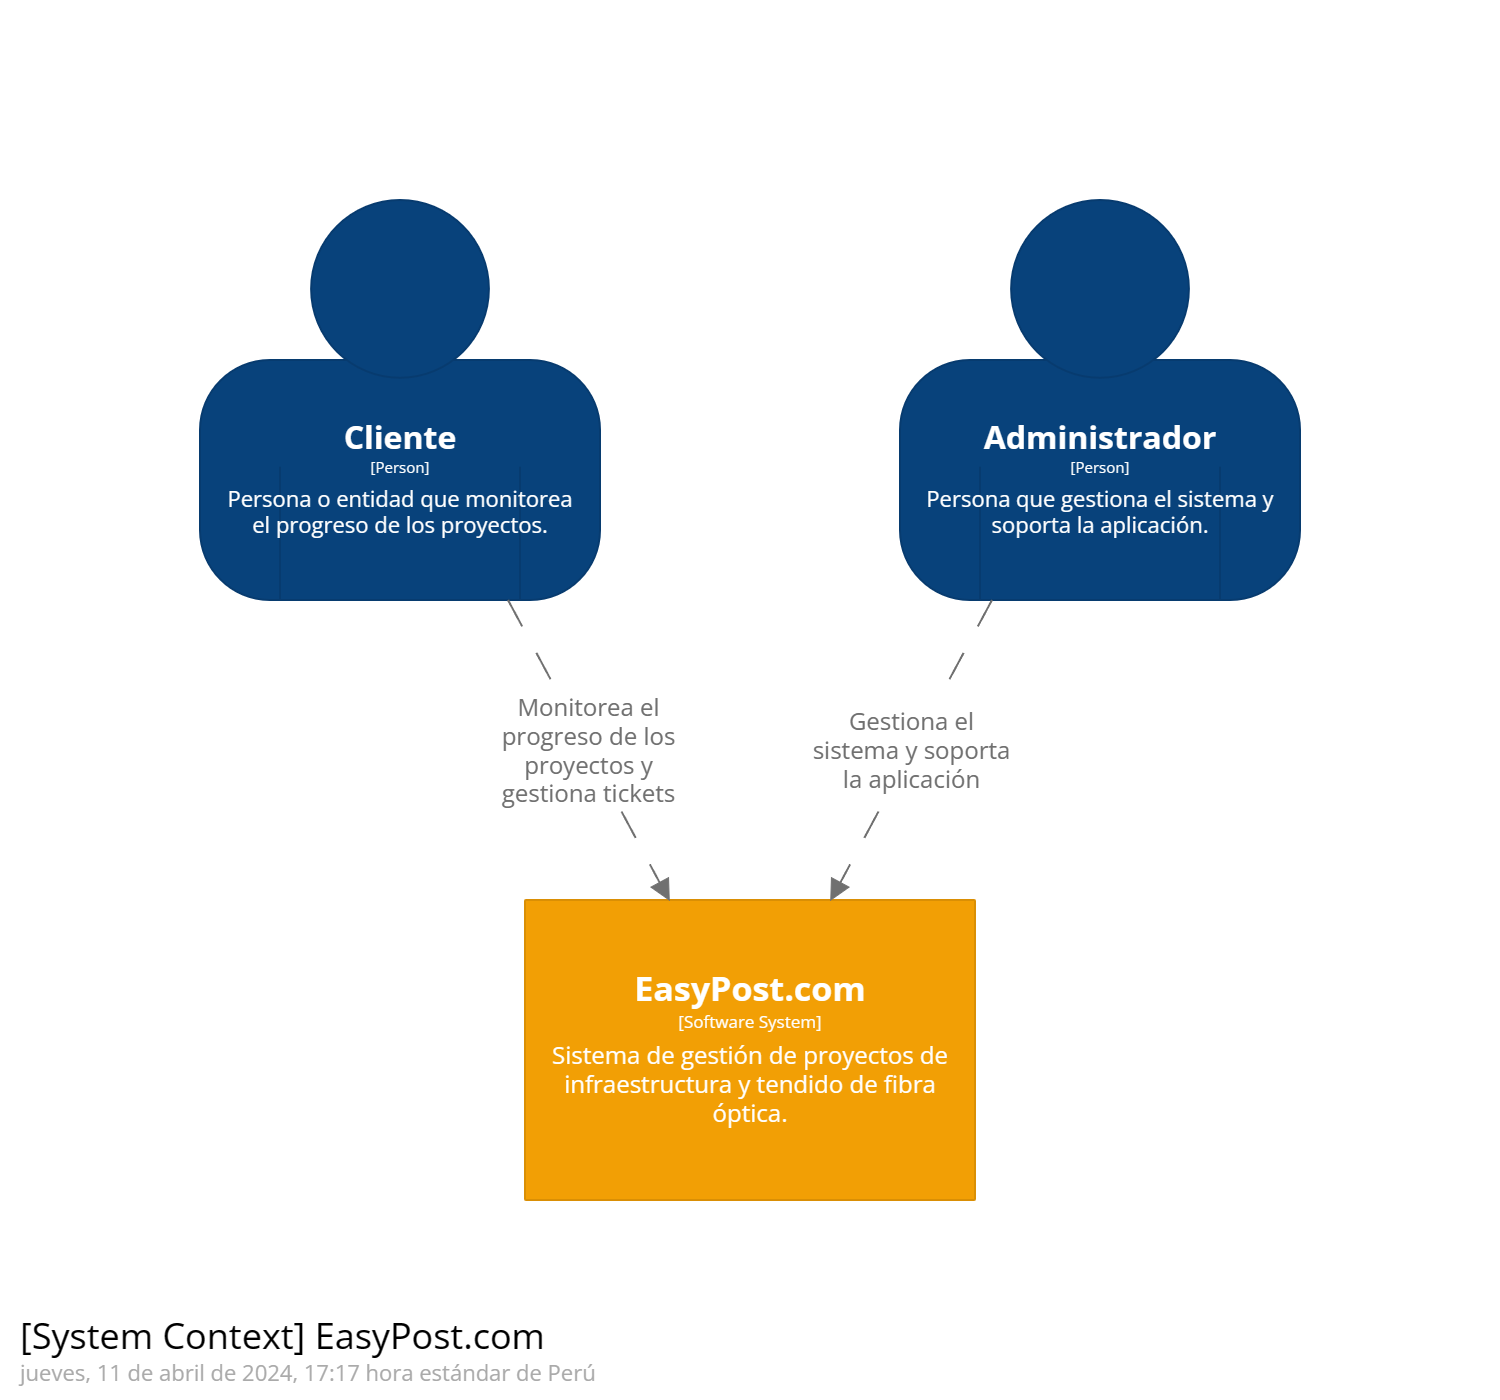 Cliente
[Person]
Persona o entidad que monitorea
el progreso de los proyectos.
Administrador
[Person]
Persona que gestiona el sistema y
soporta la aplicación.
Monitorea el
progreso de los
proyectos y
gestiona tickets
Gestiona el
sistema y soporta
la aplicación
EasyPost.com
[Software System]
Sistema de gestión de proyectos de
infraestructura y tendido de fibra
óptica.
[System Context] EasyPost.com
jueves, 11 de abril de 2024, 17:17 hora estándar de Perú